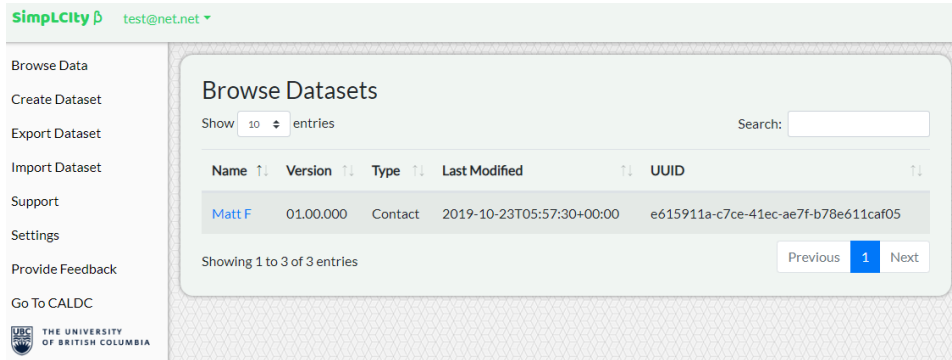 SimpLCIty β test@net.net
Browse Data
Create Dataset
Export Dataset
Import Dataset
Support
Settings
Provide Feedback
Go To CALDC
UBC THE UNIVERSITY
OF BRITISH COLUMBIA
Browse Datasets
Show 10 entries Search:
Name Version Type Last Modified UUID
Matt F 01.00.000 Contact 2019-10-23T05:57:30+00:00 e615911a-c7ce-41ec-ae7f-b78e611caf05
Showing 1 to 3 of 3 entries Previous 1 Next